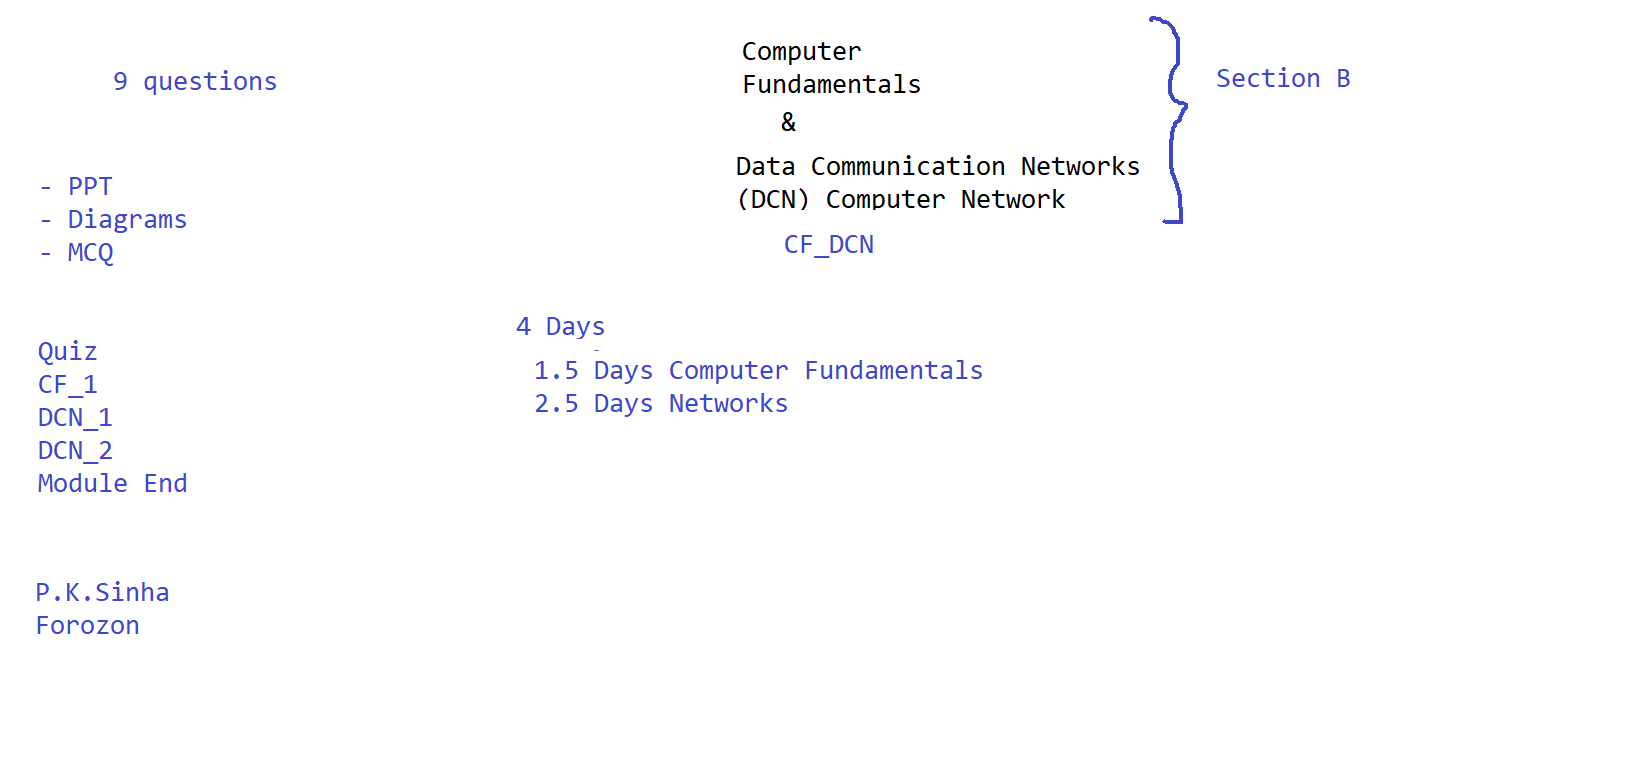 9 questions
- PPT
- Diagrams
- MCQ
Quiz
CF_1
DCN_1
DCN_2
Module End
P.K.Sinha
Forozon
Computer
Fundamentals
&
Data Communication Networks
(DCN) Computer Network
CF_DCN
Section B
4 Days
1.5 Days Computer Fundamentals
2.5 Days Networks